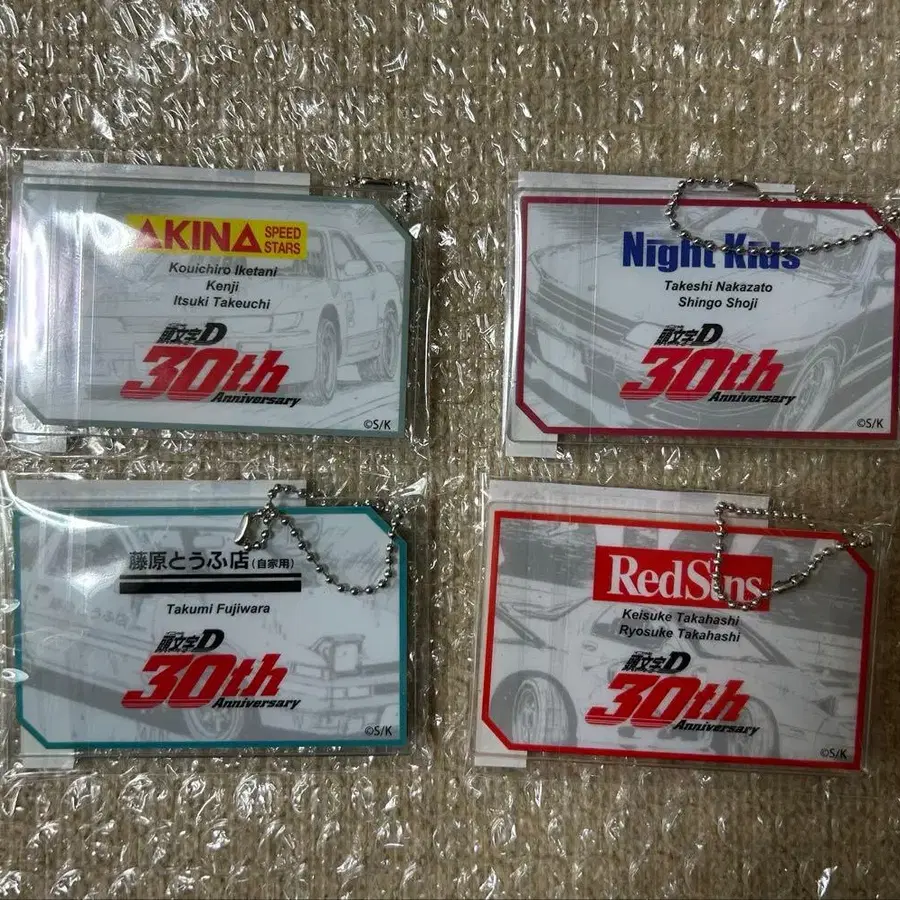 AKINA SPEED STARS
Kouichiro Iketani
Kenji
Itsuki Takeuchi
頭文字D
30th
Anniversary
©S/K
Night Kids
Takeshi Nakazato
Shingo Shoji
頭文字D
30th
Anniversary
©S/K
藤原とうふ店(自家用)
Takumi Fujiwara
頭文字D
30th
Anniversary
©S/K
RedSuns
Keisuke Takahashi
Ryosuke Takahashi
頭文字D
30th
Anniversary
©S/K